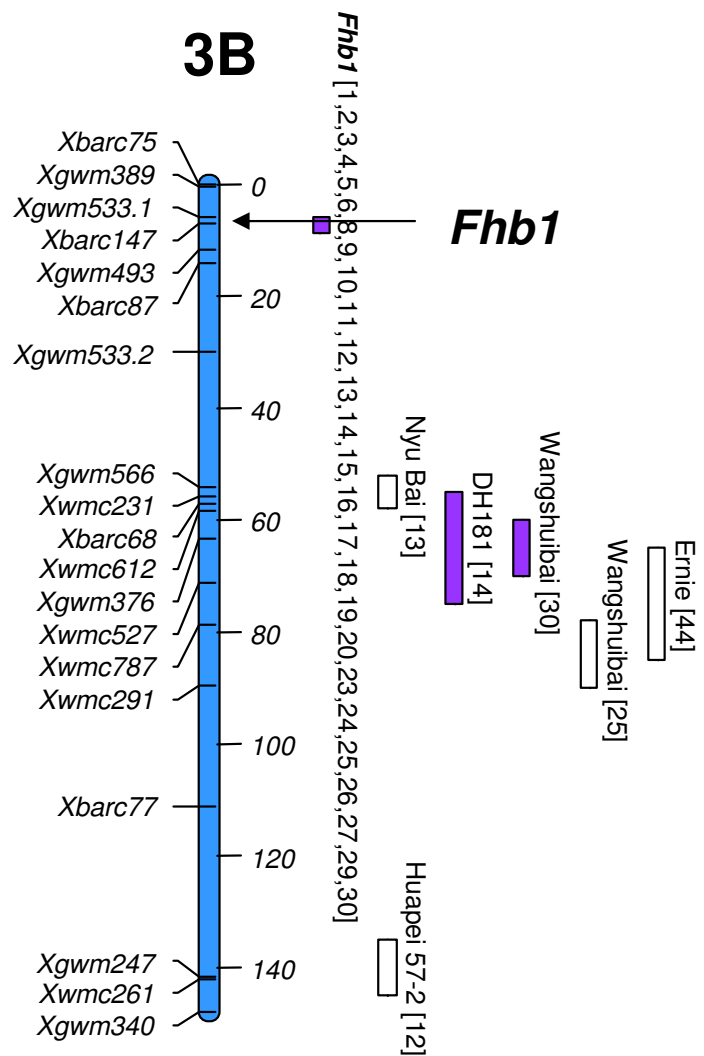 3B
Xbarc75
Xgwm389
Xgwm533.1
Xbarc147
Xgwm493
Xbarc87
Xgwm533.2
Xgwm566
Xwmc231
Xbarc68
Xwmc612
Xgwm376
Xwmc527
Xwmc787
Xwmc291
Xbarc77
Xgwm247
Xwmc261
Xgwm340
0
20
40
60
80
100
120
140
Fhb1 [1,2,3,4,5,6,8,9,10,11,12,13,14,15,16,17,18,19,20,23,24,25,26,27,29,30]
Fhb1
Nyu Bai [13]
DH181 [14]
Wangshuibai [30]
Wangshuibai [25]
Ernie [44]
Huapei 57-2 [12]